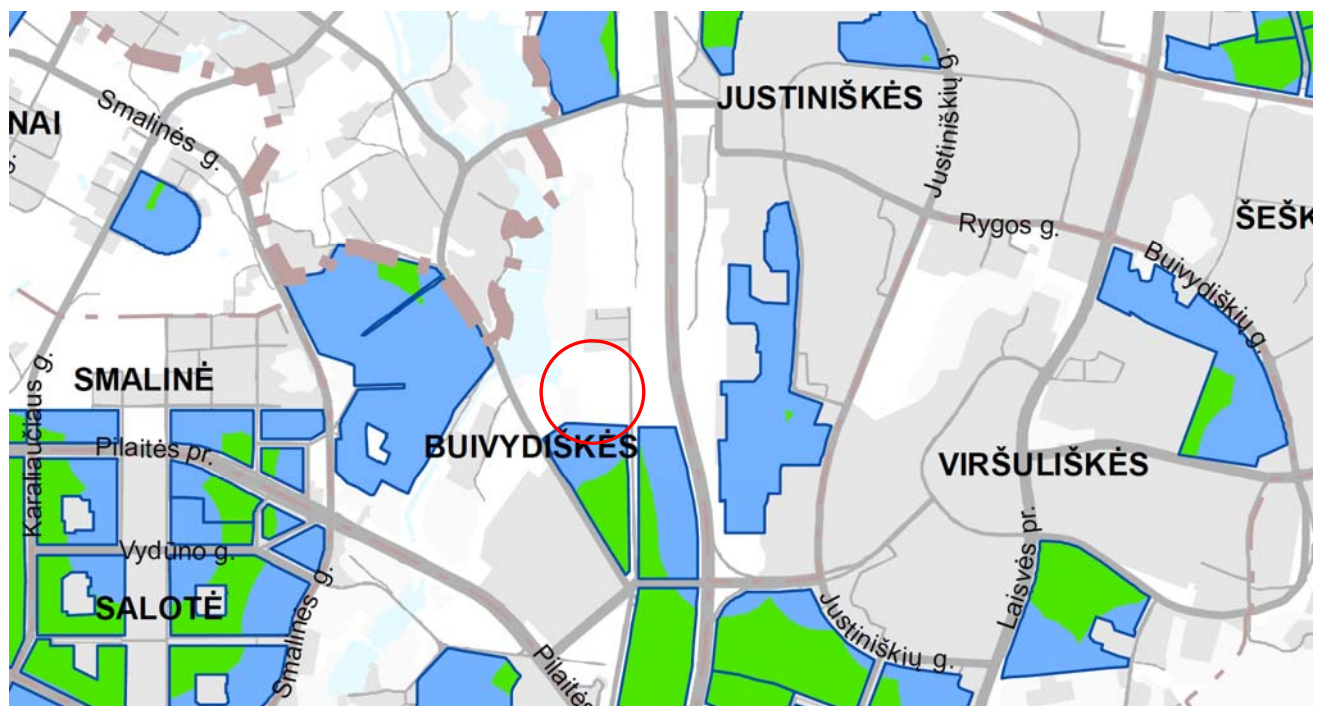 JUSTINIŠKĖS
Smalinės g.
NAI
Justiniškių g.
Rygos g.
ŠEŠK
Buivydiškių g.
SMALINĖ
Karaliaučiaus g.
Pilaitės pr.
BUIVYDIŠKĖS
VIRŠULIŠKĖS
Vydūno g.
Laisvės pr.
SALOTĖ
Smalinės g.
Justiniškių g.
Pilaitės